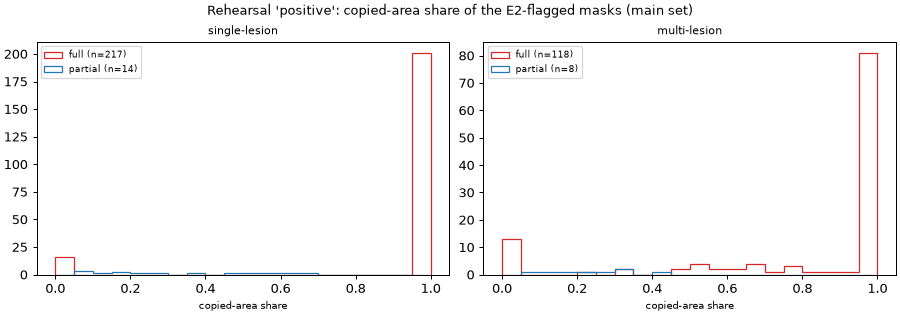 Rehearsal 'positive': copied-area share of the E2-flagged masks (main set)
single-lesion
full (n=217)
partial (n=14)
200
175
150
125
100
75
50
25
0
0.0 0.2 0.4 0.6 0.8 1.0
copied-area share
multi-lesion
full (n=118)
partial (n=8)
80
70
60
50
40
30
20
10
0
0.0 0.2 0.4 0.6 0.8 1.0
copied-area share